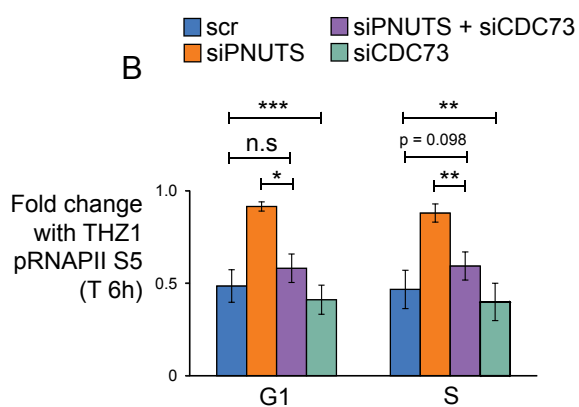 scr
siPNUTS
siPNUTS + siCDC73
siCDC73
B
***
n.s
*
**
p = 0.098
**
Fold change
with THZ1
pRNAPII S5
(T 6h)
1.0
0.5
0
G1
S